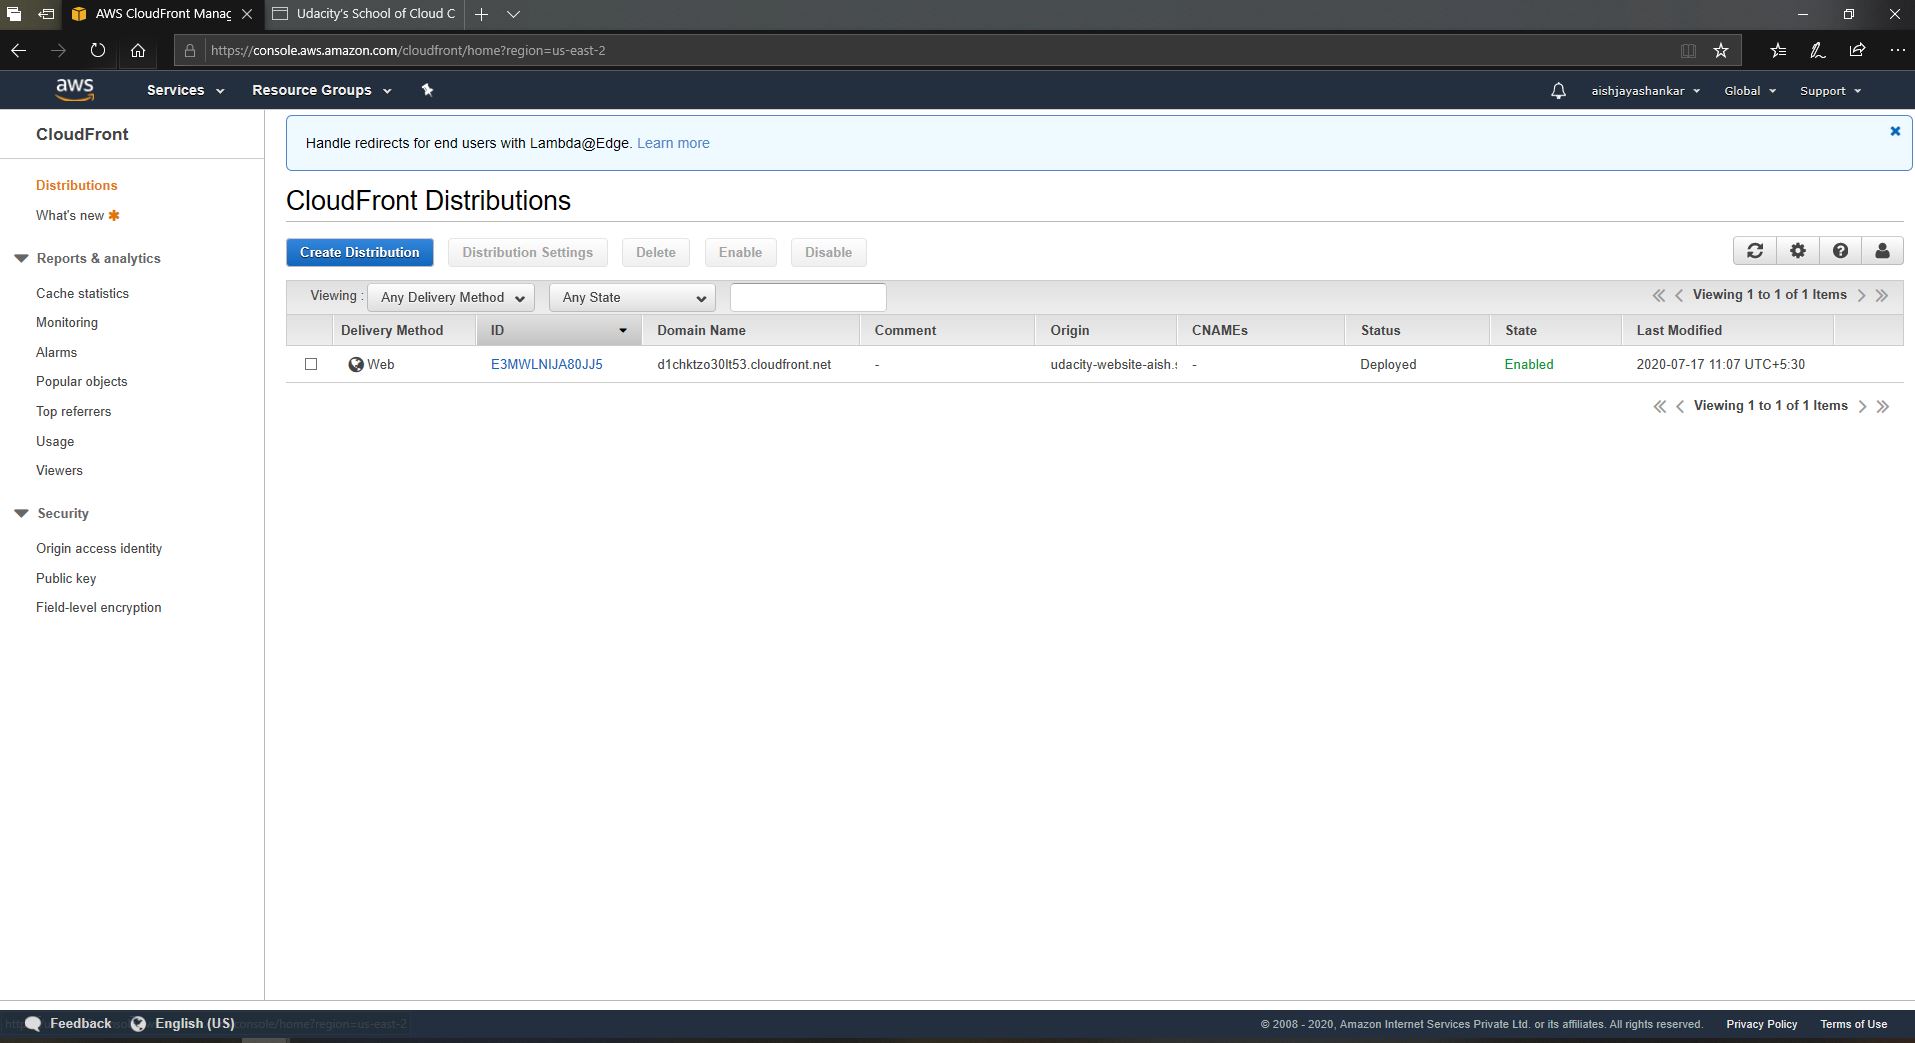 AWS CloudFront Manag
Udacity's School of Cloud C
https://console.aws.amazon.com/cloudfront/home?region=us-east-2
aws
Services
Resource Groups
aishjayashankar
Global
Support
CloudFront
Distributions
What's new
Reports & analytics
Cache statistics
Monitoring
Alarms
Popular objects
Top referrers
Usage
Viewers
Security
Origin access identity
Public key
Field-level encryption
Handle redirects for end users with Lambda@Edge. Learn more
CloudFront Distributions
Create Distribution Distribution Settings Delete Enable Disable
Viewing : Any Delivery Method Any State Viewing 1 to 1 of 1 Items
Delivery Method ID Domain Name Comment Origin CNAMEs Status State Last Modified
Web E3MWLNIJA80JJ5 d1chktzo30lt53.cloudfront.net - udacity-website-aish.s - Deployed Enabled 2020-07-17 11:07 UTC+5:30
Viewing 1 to 1 of 1 Items
Feedback English (US) console/home?region=us-east-2
© 2008 - 2020, Amazon Internet Services Private Ltd. or its affiliates. All rights reserved. Privacy Policy Terms of Use